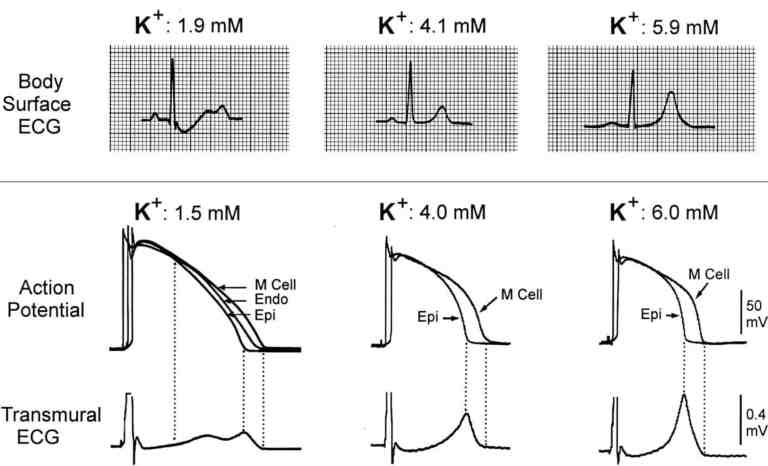 K+: 1.9 mM
K+: 4.1 mM
K+: 5.9 mM
Body
Surface
ECG
K+: 1.5 mM
K+: 4.0 mM
K+: 6.0 mM
Action
Potential
M Cell
Endo
Epi
Epi
M Cell
M Cell
Epi
50
mV
Transmural
ECG
0.4
mV